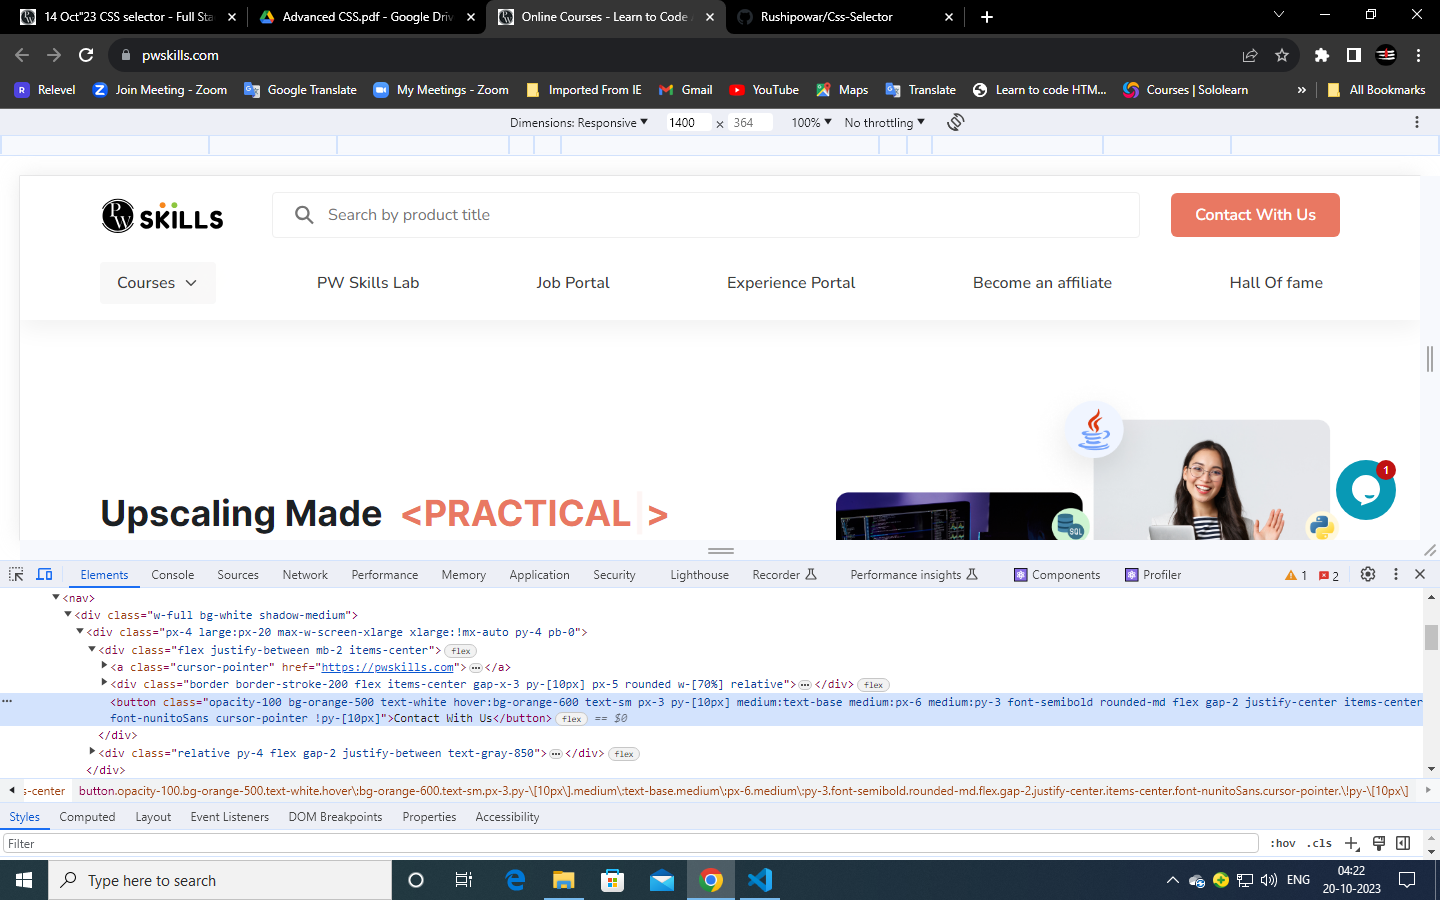 14 Oct"23 CSS selector - Full Sta
Advanced CSS.pdf - Google Driv
Online Courses - Learn to Code
Rushipowar/Css-Selector
pwskills.com
Relevel
Join Meeting - Zoom
Google Translate
My Meetings - Zoom
Imported From IE
Gmail
YouTube
Maps
Translate
Learn to code HTM...
Courses | Sololearn
»
All Bookmarks
Dimensions: Responsive
1400 × 364
100%
No throttling
PW SKILLS
Search by product title
Contact With Us
Courses
PW Skills Lab
Job Portal
Experience Portal
Become an affiliate
Hall Of fame
Upscaling Made <PRACTICAL >
SQL
1
Elements
Console
Sources
Network
Performance
Memory
Application
Security
Lighthouse
Recorder
Performance insights
Components
Profiler
1
2
<nav>
<div class="w-full bg-white shadow-medium">
<div class="px-4 large:px-20 max-w-screen-xlarge xlarge:!mx-auto py-4 pb-0">
<div class="flex justify-between mb-2 items-center"> flex
<a class="cursor-pointer" href="https://pwskills.com">…</a>
<div class="border border-stroke-200 flex items-center gap-x-3 py-[10px] px-5 rounded w-[70%] relative">…</div> flex
<button class="opacity-100 bg-orange-500 text-white hover:bg-orange-600 text-sm px-3 py-[10px] medium:text-base medium:px-6 medium:py-3 font-semibold rounded-md flex gap-2 justify-center items-center
font-nunitoSans cursor-pointer !py-[10px]">Contact With Us</button> flex == $0
</div>
<div class="relative py-4 flex gap-2 justify-between text-gray-850">…</div> flex
</div>
s-center
button.opacity-100.bg-orange-500.text-white.hover\:bg-orange-600.text-sm.px-3.py-\[10px\].medium\:text-base.medium\:px-6.medium\:py-3.font-semibold.rounded-md.flex.gap-2.justify-center.items-center.font-nunitoSans.cursor-pointer.\!py-\[10px\]
Styles
Computed
Layout
Event Listeners
DOM Breakpoints
Properties
Accessibility
Filter
:hov .cls
Type here to search
ENG
04:22
20-10-2023